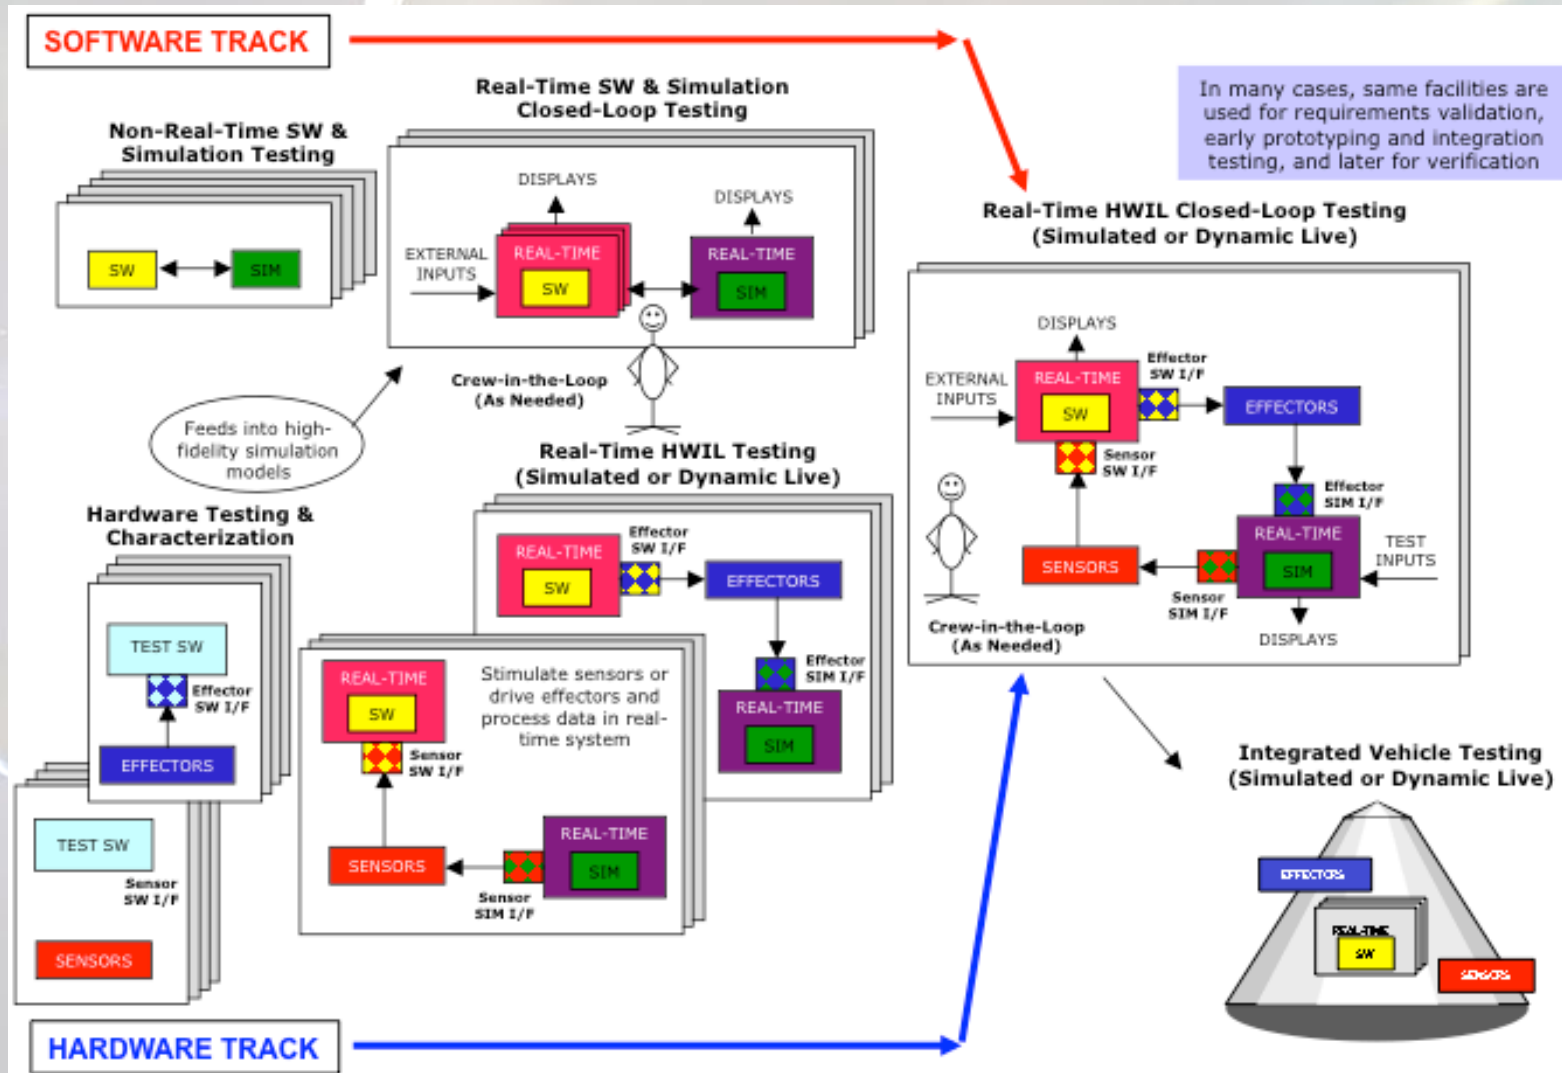 SOFTWARE TRACK
In many cases, same facilities are
used for requirements validation,
early prototyping and integration
testing, and later for verification
Non-Real-Time SW &
Simulation Testing
SW
SIM
Real-Time SW & Simulation
Closed-Loop Testing
DISPLAYS
DISPLAYS
EXTERNAL
INPUTS
REAL-TIME
SW
REAL-TIME
SIM
Crew-in-the-Loop
(As Needed)
Feeds into high-
fidelity simulation
models
Real-Time HWIL Closed-Loop Testing
(Simulated or Dynamic Live)
DISPLAYS
EXTERNAL
INPUTS
REAL-TIME
SW
Effector
SW I/F
EFFECTORS
Sensor
SW I/F
Effector
SIM I/F
SENSORS
Sensor
SIM I/F
REAL-TIME
SIM
TEST
INPUTS
DISPLAYS
Crew-in-the-Loop
(As Needed)
Hardware Testing &
Characterization
TEST SW
Effector
SW I/F
EFFECTORS
TEST SW
Sensor
SW I/F
SENSORS
Real-Time HWIL Testing
(Simulated or Dynamic Live)
REAL-TIME
SW
Effector
SW I/F
EFFECTORS
Effector
SIM I/F
REAL-TIME
SIM
REAL-TIME
SW
Stimulate sensors or
drive effectors and
process data in real-
time system
Sensor
SW I/F
SENSORS
Sensor
SIM I/F
REAL-TIME
SIM
Integrated Vehicle Testing
(Simulated or Dynamic Live)
EFFECTORS
REAL-TIME
SW
SENSORS
HARDWARE TRACK